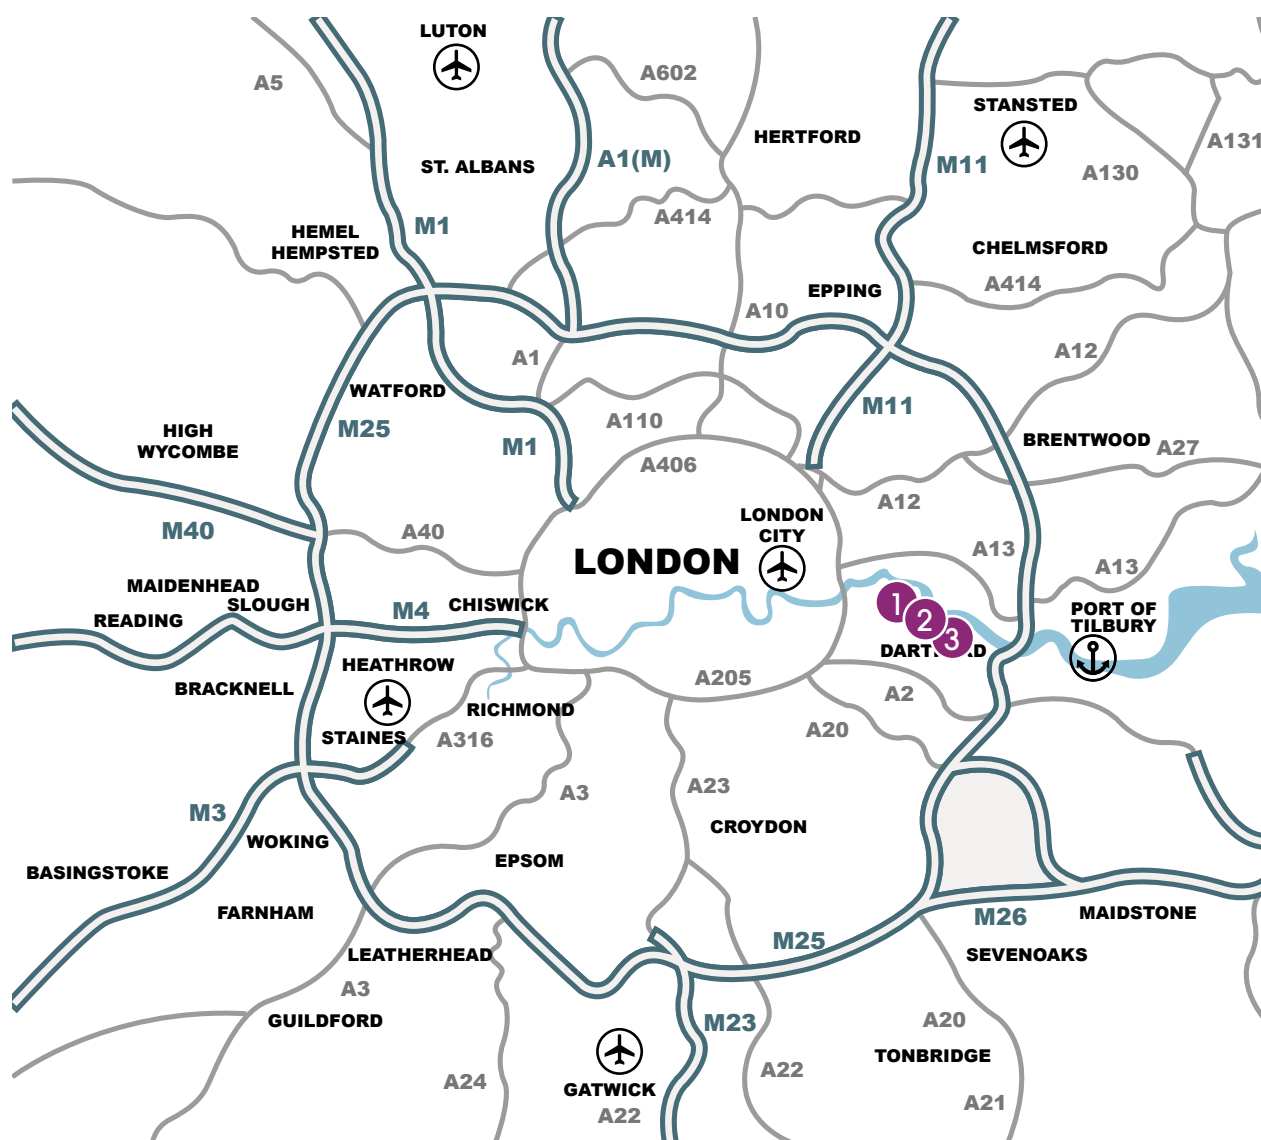 LUTON
A5
A602
STANSTED
HERTFORD
A131
A1(M)
M11
ST. ALBANS
A130
A414
M1
HEMEL
HEMPSTED
CHELMSFORD
A414
EPPING
A10
A1
A12
WATFORD
M11
A110
M25
HIGH
WYCOMBE
M1
BRENTWOOD
A27
A406
A12
LONDON
CITY
M40
A40
LONDON
A13
A13
MAIDENHEAD
SLOUGH
M4
CHISWICK
READING
1
2
3
PORT OF
TILBURY
DARTFORD
HEATHROW
BRACKNELL
A205
A2
RICHMOND
STAINES
A316
A20
A3
A23
M3
WOKING
CROYDON
EPSOM
BASINGSTOKE
FARNHAM
M26
MAIDSTONE
M25
LEATHERHEAD
SEVENOAKS
A3
GUILDFORD
M23
A20
TONBRIDGE
A24
A22
GATWICK
A22
A21